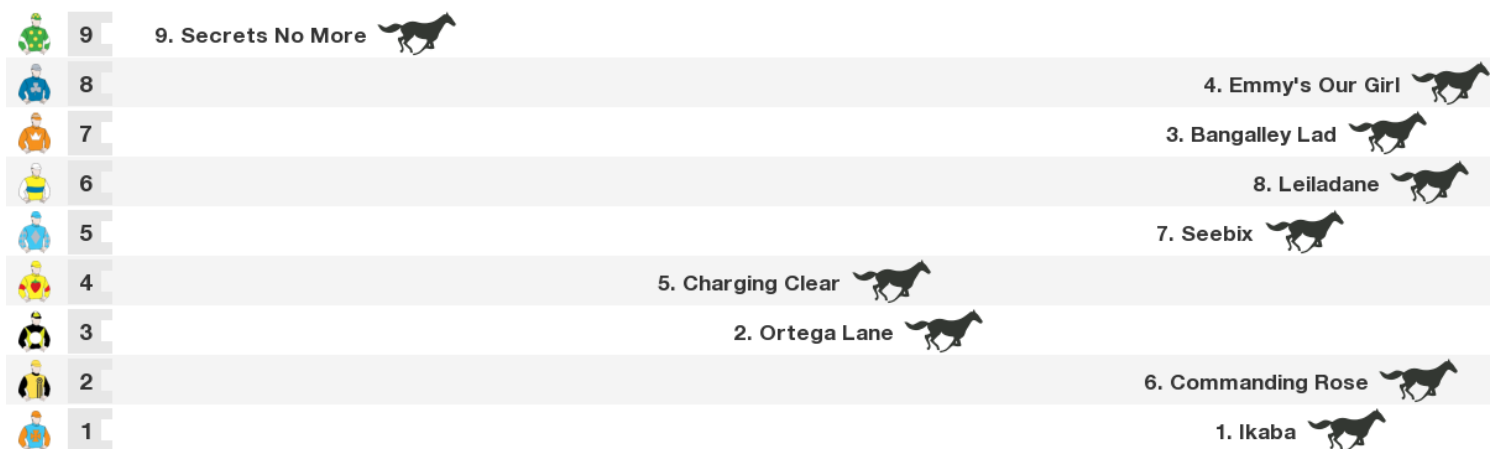 9 9. Secrets No More
8 4. Emmy's Our Girl
7 3. Bangalley Lad
6 8. Leiladane
5 7. Seebix
4 5. Charging Clear
3 2. Ortega Lane
2 6. Commanding Rose
1 1. Ikaba